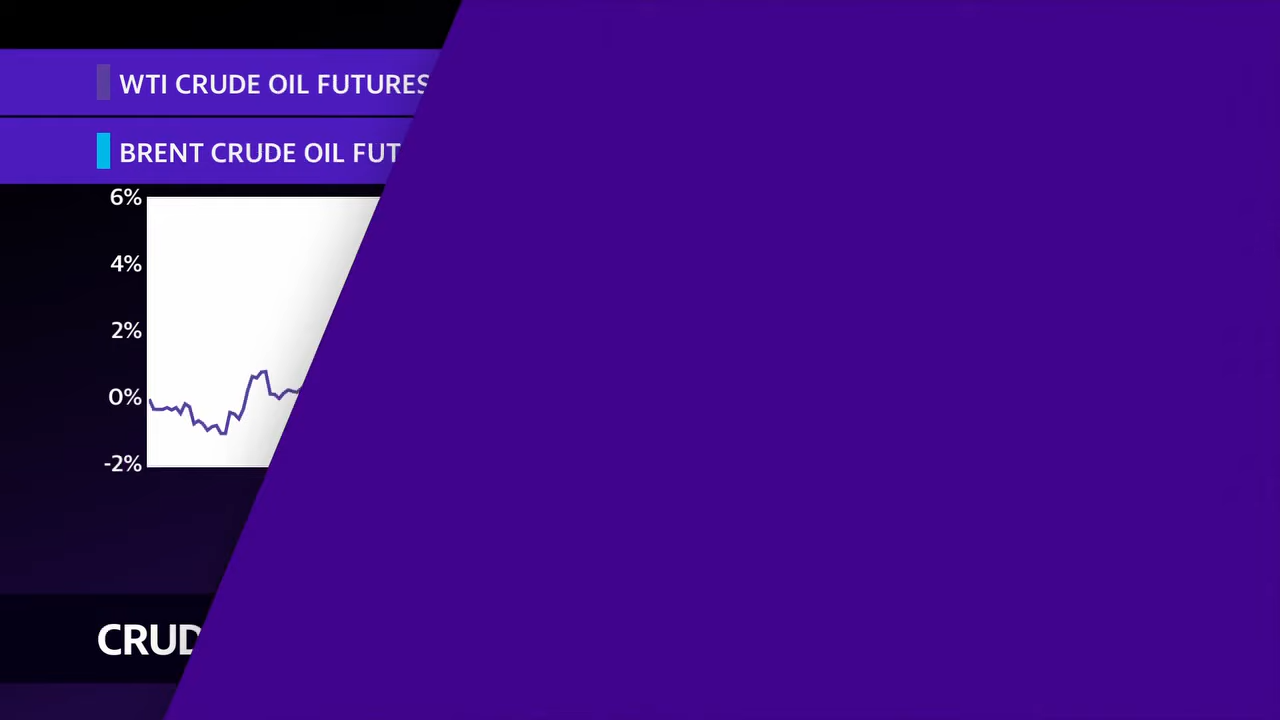 WTI CRUDE OIL FUTURES
BRENT CRUDE OIL FUT
6%
4%
2%
0%
-2%
CRUD